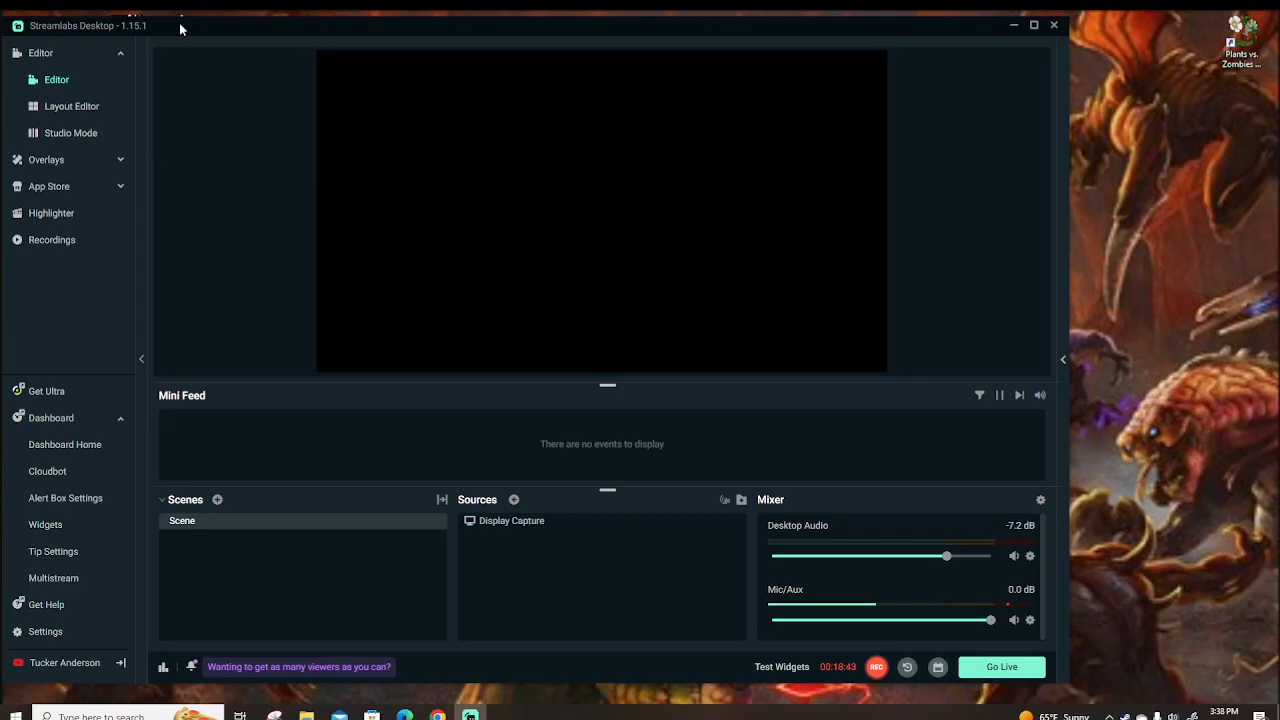 Streamlabs Desktop - 1.15.1
Plants vs.
Zombies ...
Editor
Editor
Layout Editor
Studio Mode
Overlays
App Store
Highlighter
Recordings
Get Ultra
Dashboard
Dashboard Home
Cloudbot
Alert Box Settings
Widgets
Tip Settings
Multistream
Get Help
Settings
Tucker Anderson
Mini Feed
There are no events to display
Scenes
Scene
Sources
Display Capture
Mixer
Desktop Audio -7.2 dB
Mic/Aux 0.0 dB
Wanting to get as many viewers as you can?
Test Widgets 00:18:43 REC Go Live
Type here to search
65°F Sunny
3:38 PM